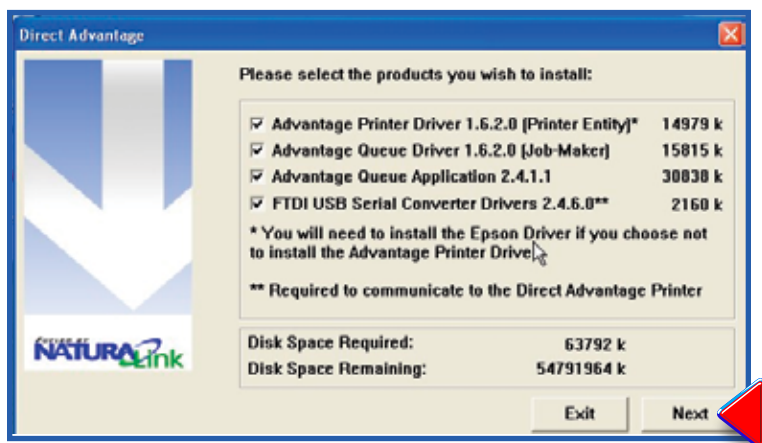 Direct Advantage
Please select the products you wish to install:
Advantage Printer Driver 1.6.2.0 (Printer Entity)* 14979 k
Advantage Queue Driver 1.6.2.0 (Job-Maker) 15815 k
Advantage Queue Application 2.4.1.1 30838 k
FTDI USB Serial Converter Drivers 2.4.6.0** 2160 k
* You will need to install the Epson Driver if you choose not
to install the Advantage Printer Drive
** Required to communicate to the Direct Advantage Printer
NATURALink
Disk Space Required: 63792 k
Disk Space Remaining: 54791964 k
Exit Next